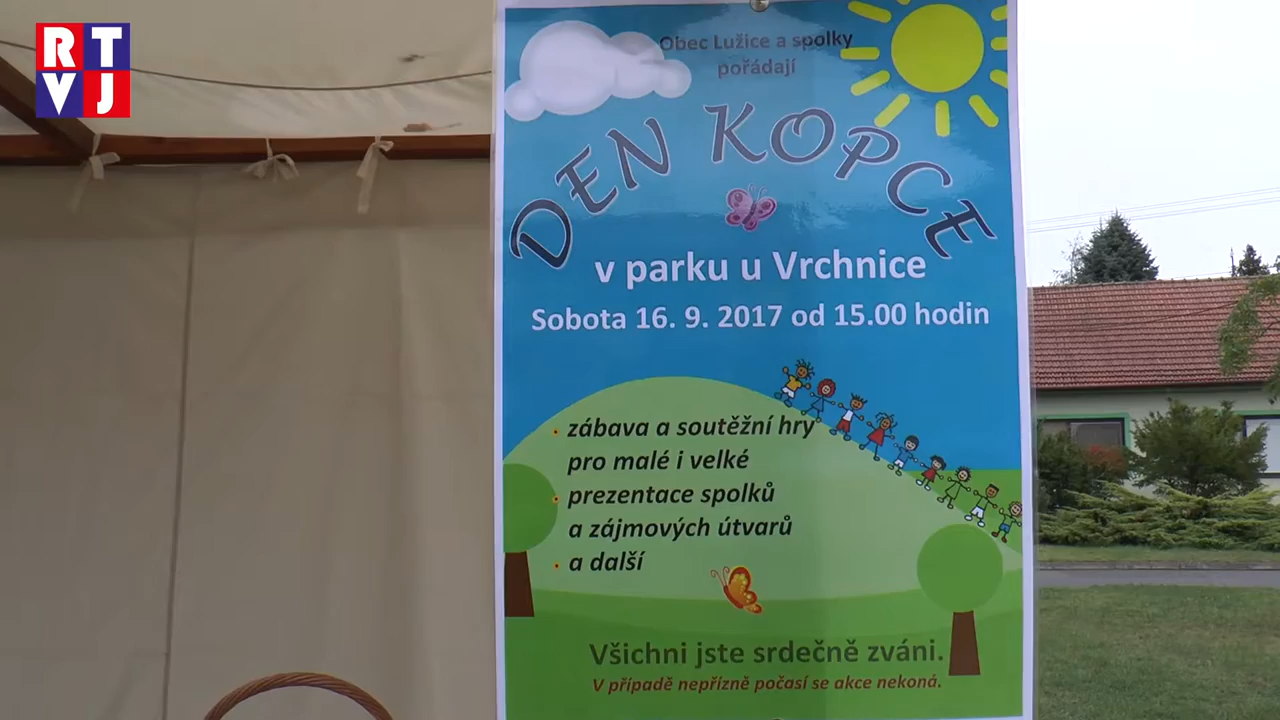 RT
VJ
Obec Lužice a spolky
pořádají
DEN KOPCE
v parku u Vrchnice
Sobota 16. 9. 2017 od 15.00 hodin
zábava a soutěžní hry
pro malé i velké
prezentace spolků
a zájmových útvarů
a další
Všichni jste srdečně zváni.
V případě nepřízně počasí se akce nekoná.